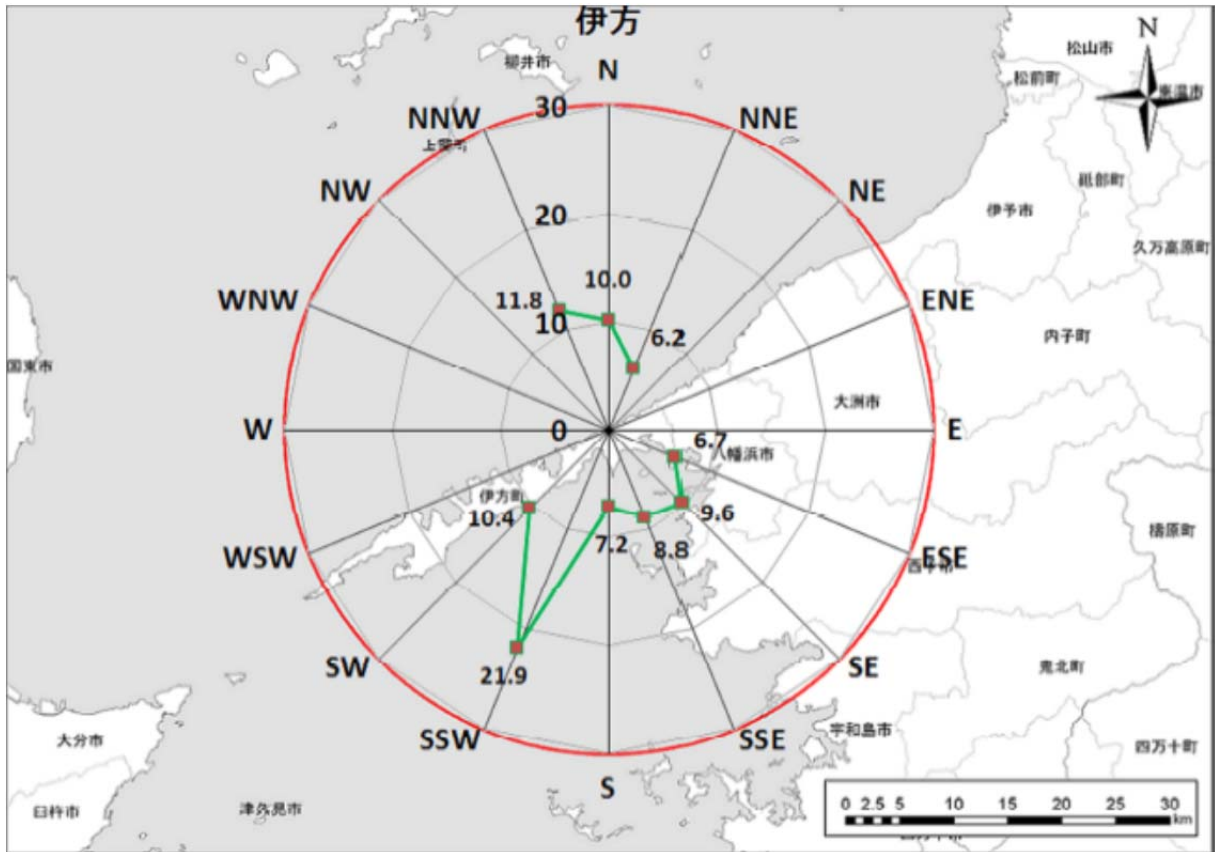 伊方
N
N
松山市
松前町
東温市
柳井市
30
NNW
NNE
上関町
NW
NE
砥部町
伊予市
20
久万高原町
10.0
WNW
11.8
ENE
10
6.2
内子町
国東市
大洲市
W
0
E
6.7
八幡浜市
伊方町
10.4
9.6
7.2
8.8
梼原町
WSW
ESE
西予市
SW
21.9
SE
鬼北町
SSW
SSE
宇和島市
大分市
四万十町
S
臼杵市
津久見市
0 2.5 5 10 15 20 25 30
km